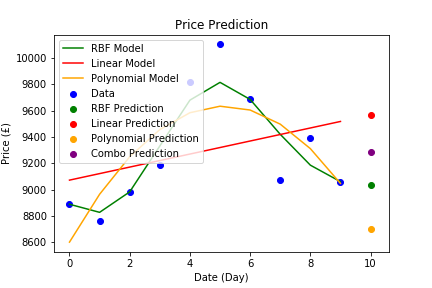 Price Prediction
RBF Model
Linear Model
Polynomial Model
Data
RBF Prediction
Linear Prediction
Polynomial Prediction
Combo Prediction
Price (£)
10000
9800
9600
9400
9200
9000
8800
8600
0 2 4 6 8 10
Date (Day)